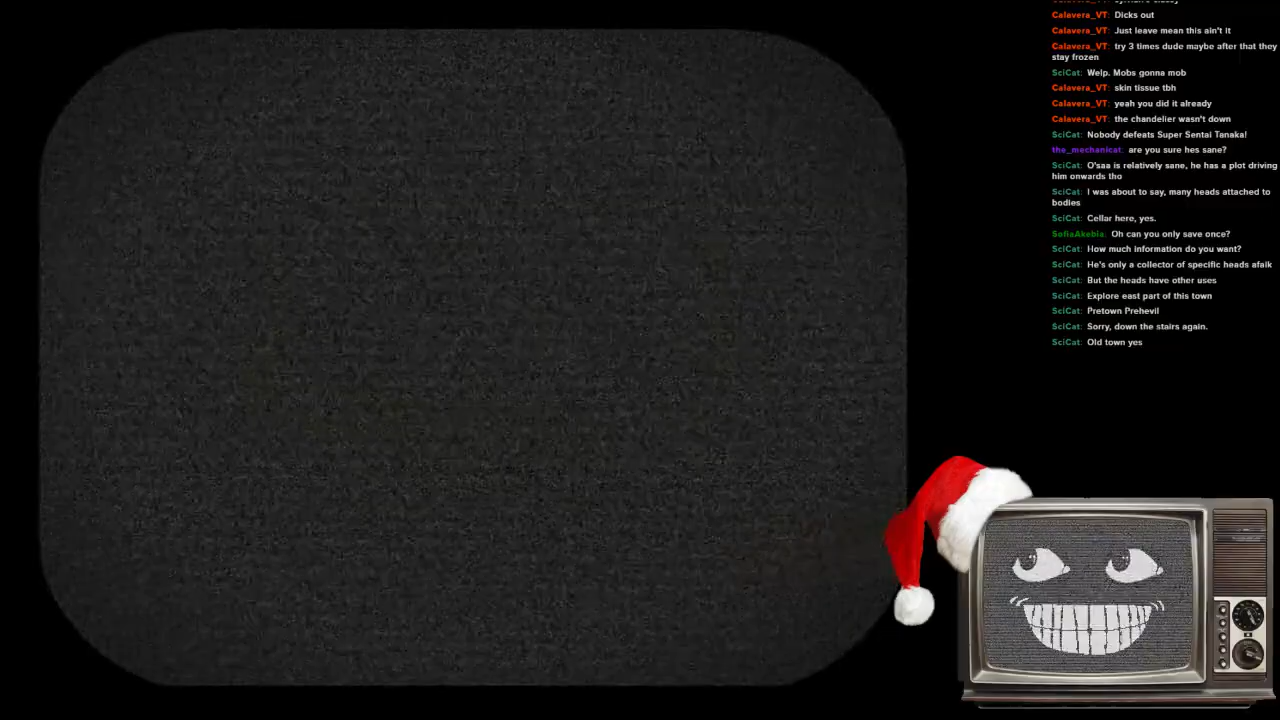 Calavera_VT: Dicks out
Calavera_VT: Just leave mean this ain't it
Calavera_VT: try 3 times dude maybe after that they
stay frozen
SciCat: Welp. Mobs gonna mob
Calavera_VT: skin tissue tbh
Calavera_VT: yeah you did it already
Calavera_VT: the chandelier wasn't down
SciCat: Nobody defeats Super Sentai Tanaka!
the_mechanicat: are you sure hes sane?
SciCat: O'saa is relatively sane, he has a plot driving
him onwards tho
SciCat: I was about to say, many heads attached to
bodies
SciCat: Cellar here, yes.
SofiaAkebia: Oh can you only save once?
SciCat: How much information do you want?
SciCat: He's only a collector of specific heads afaik
SciCat: But the heads have other uses
SciCat: Explore east part of this town
SciCat: Pretown Prehevil
SciCat: Sorry, down the stairs again.
SciCat: Old town yes